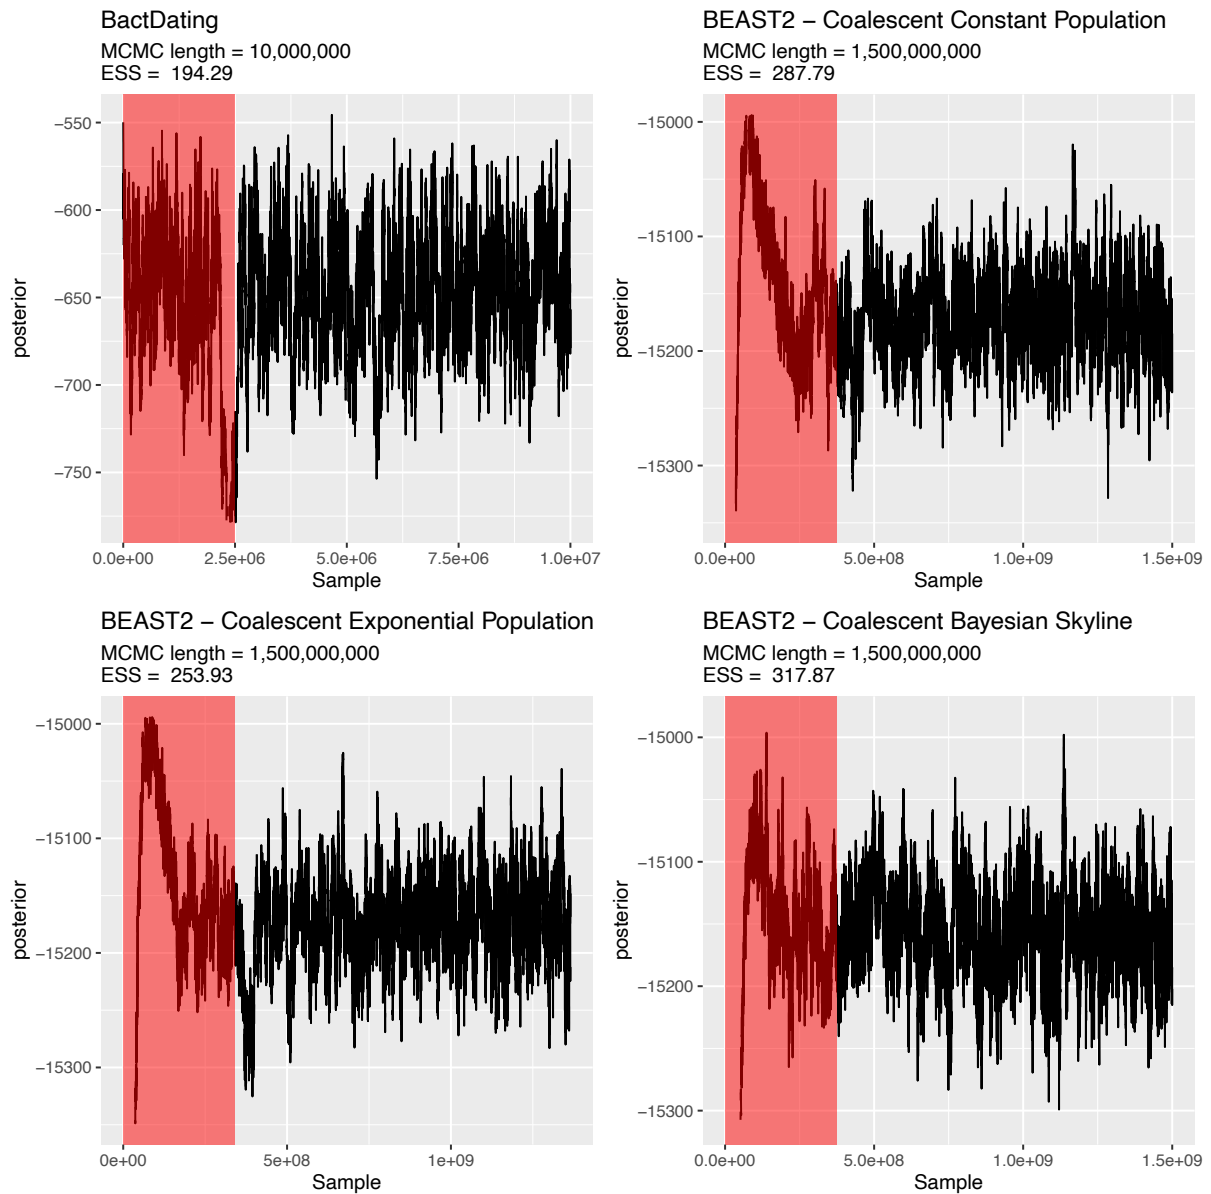 BactDating
MCMC length = 10,000,000
ESS =  194.29
−550
−600
−650
−700
−750
posterior
0.0e+00
2.5e+06
5.0e+06
7.5e+06
1.0e+07
Sample
BEAST2 − Coalescent Constant Population
MCMC length = 1,500,000,000
ESS =  287.79
−15000
−15100
−15200
−15300
posterior
0.0e+00
5.0e+08
1.0e+09
1.5e+09
Sample
BEAST2 − Coalescent Exponential Population
MCMC length = 1,500,000,000
ESS =  253.93
−15000
−15100
−15200
−15300
posterior
0e+00
5e+08
1e+09
Sample
BEAST2 − Coalescent Bayesian Skyline
MCMC length = 1,500,000,000
ESS =  317.87
−15000
−15100
−15200
−15300
posterior
0.0e+00
5.0e+08
1.0e+09
1.5e+09
Sample